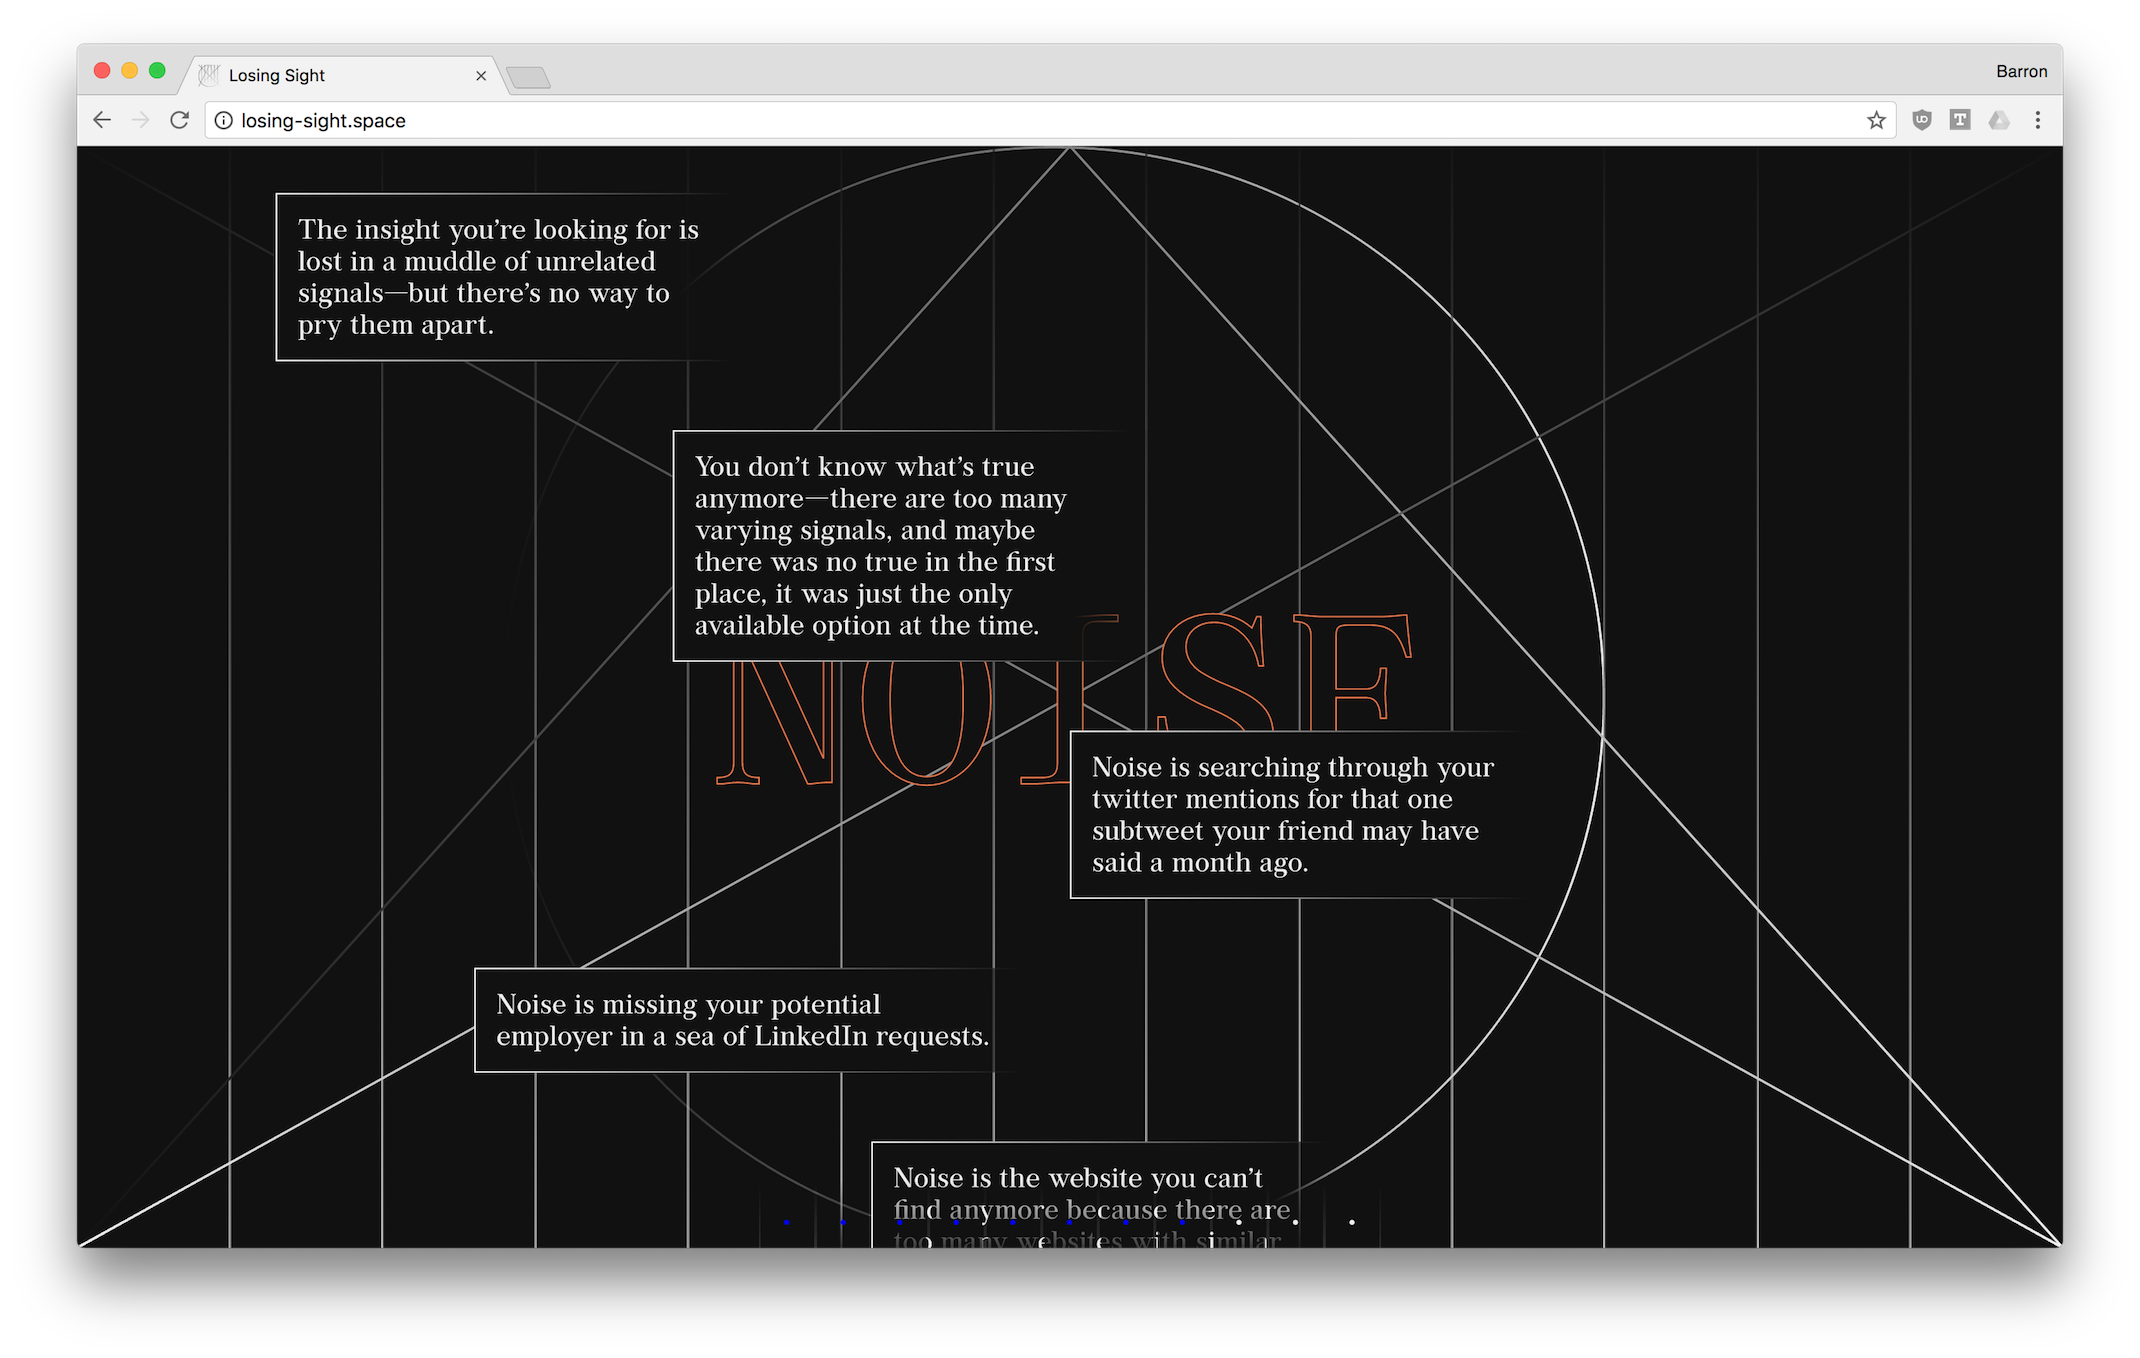 Losing Sight
Barron
losing-sight.space
The insight you’re looking for is
lost in a muddle of unrelated
signals—but there’s no way to
pry them apart.
You don’t know what’s true
anymore—there are too many
varying signals, and maybe
there was no true in the first
place, it was just the only
available option at the time.
NOISE
Noise is searching through your
twitter mentions for that one
subtweet your friend may have
said a month ago.
Noise is missing your potential
employer in a sea of LinkedIn requests.
Noise is the website you can’t
find anymore because there are
too many websites with similar